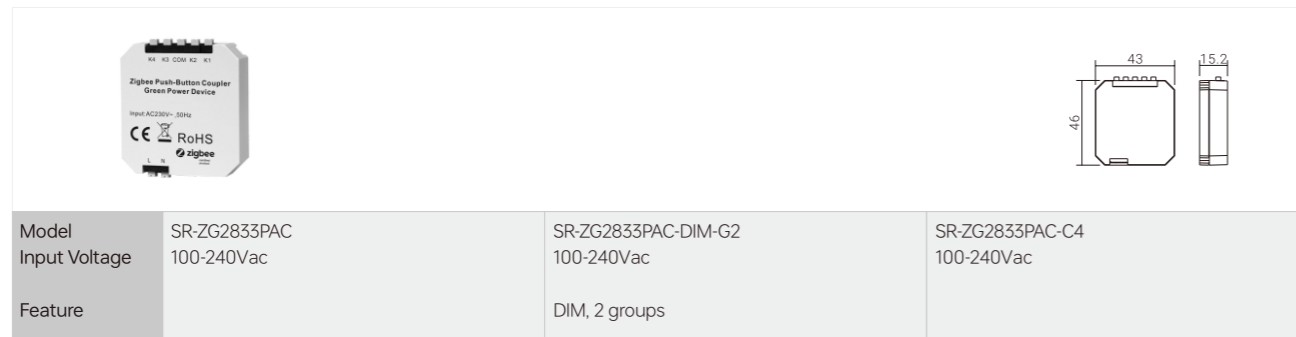 K4 K3 COM K2 K1
Zigbee Push-Button Coupler
Green Power Device
Input:AC230V~ ,50Hz
CE RoHS
zigbee
L N
43
15.2
46
Model SR-ZG2833PAC SR-ZG2833PAC-DIM-G2 SR-ZG2833PAC-C4
Input Voltage 100-240Vac 100-240Vac 100-240Vac
Feature DIM, 2 groups